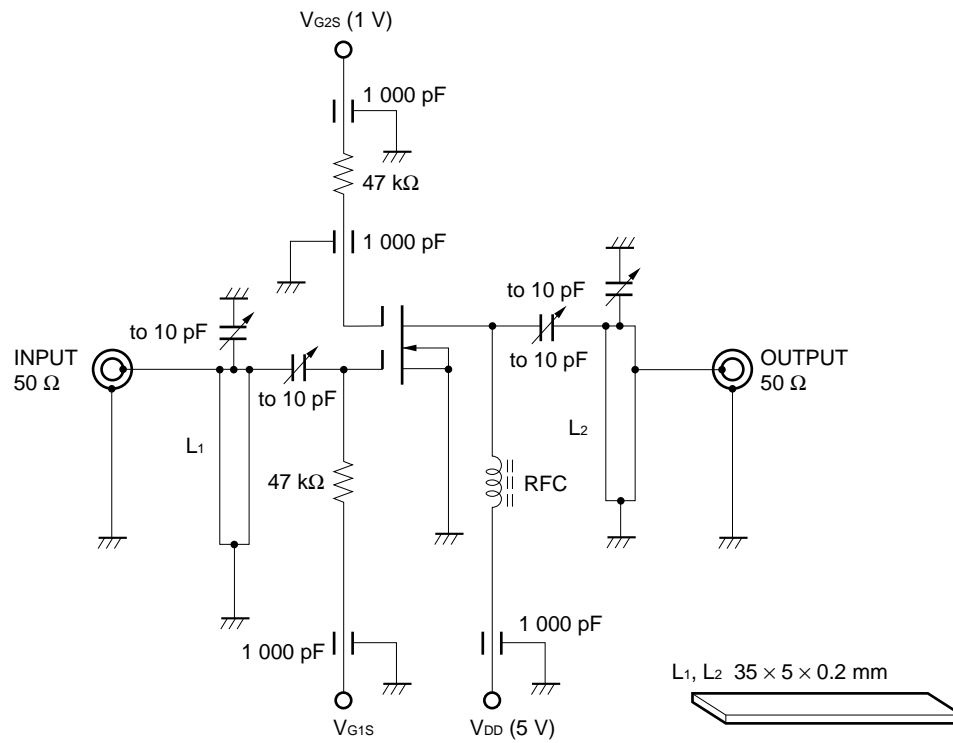 VG2S (1 V)
1 000 pF
47 kΩ
1 000 pF
to 10 pF
to 10 pF
to 10 pF
INPUT
50 Ω
to 10 pF
OUTPUT
50 Ω
L1
L2
47 kΩ
RFC
1 000 pF
1 000 pF
L1, L2 35 × 5 × 0.2 mm
VG1S
VDD (5 V)